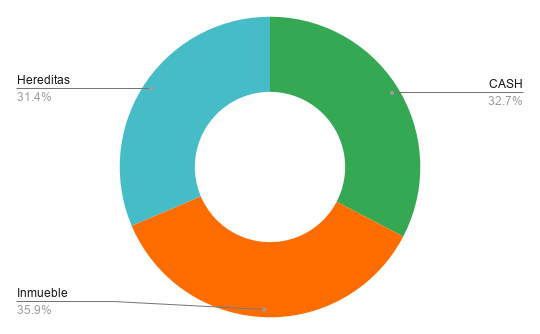 Hereditas
31.4%
CASH
32.7%
Inmueble
35.9%